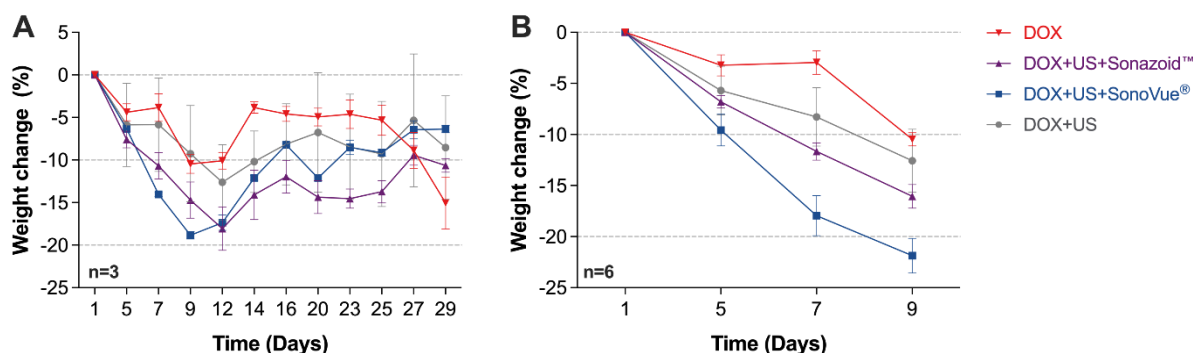 A
Weight change (%)
5
0
-5
-10
-15
-20
-25
n=3
1 5 7 9 12 14 16 20 23 25 27 29
Time (Days)
B
Weight change (%)
0
-5
-10
-15
-20
-25
n=6
1 5 7 9
Time (Days)
DOX
DOX+US+Sonazoid™
DOX+US+SonoVue®
DOX+US